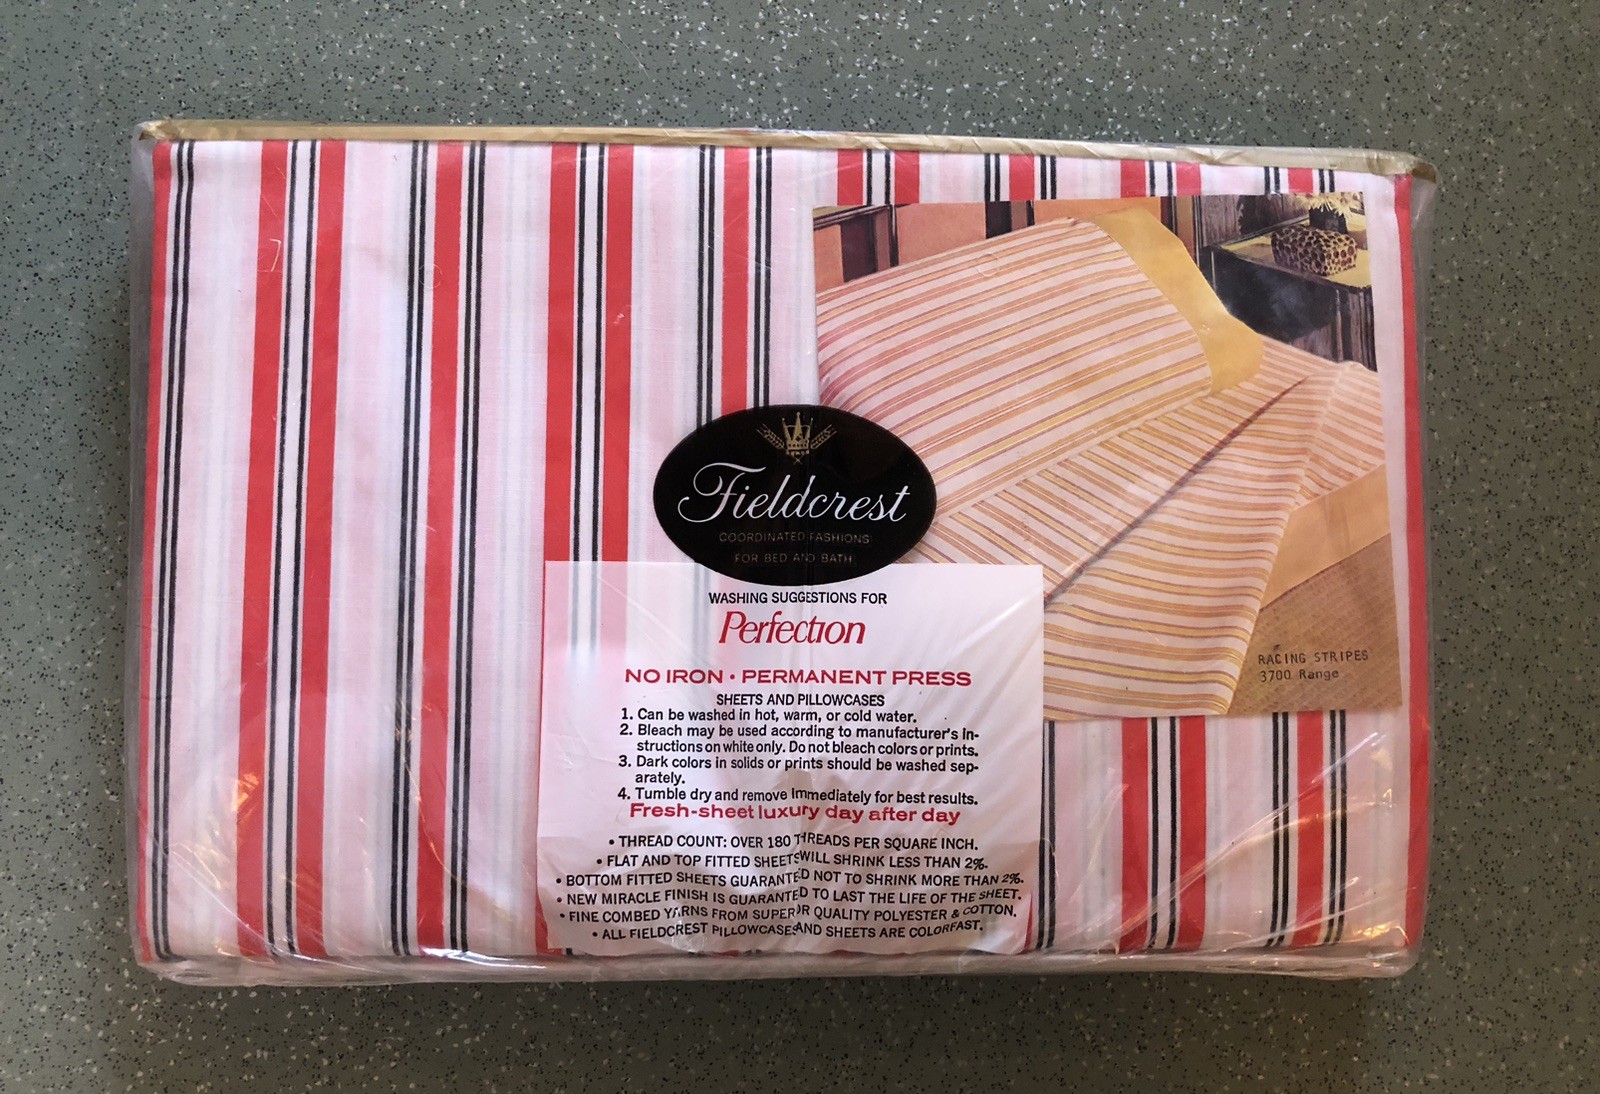 Fieldcrest
COORDINATED FASHIONS
FOR BED AND BATH
WASHING SUGGESTIONS FOR
Perfection
NO IRON • PERMANENT PRESS
SHEETS AND PILLOWCASES
1. Can be washed in hot, warm, or cold water.
2. Bleach may be used according to manufacturer's in-
structions on white only. Do not bleach colors or prints.
3. Dark colors in solids or prints should be washed sep-
arately.
4. Tumble dry and remove immediately for best results.
Fresh-sheet luxury day after day
• THREAD COUNT: OVER 180 THREADS PER SQUARE INCH.
• FLAT AND TOP FITTED SHEETS WILL SHRINK LESS THAN 2%.
• BOTTOM FITTED SHEETS GUARANTEED NOT TO SHRINK MORE THAN 2%.
• NEW MIRACLE FINISH IS GUARANTEED TO LAST THE LIFE OF THE SHEET.
• FINE COMBED YARNS FROM SUPERIOR QUALITY POLYESTER & COTTON.
• ALL FIELDCREST PILLOWCASES AND SHEETS ARE COLORFAST.
RACING STRIPES
3700 Range